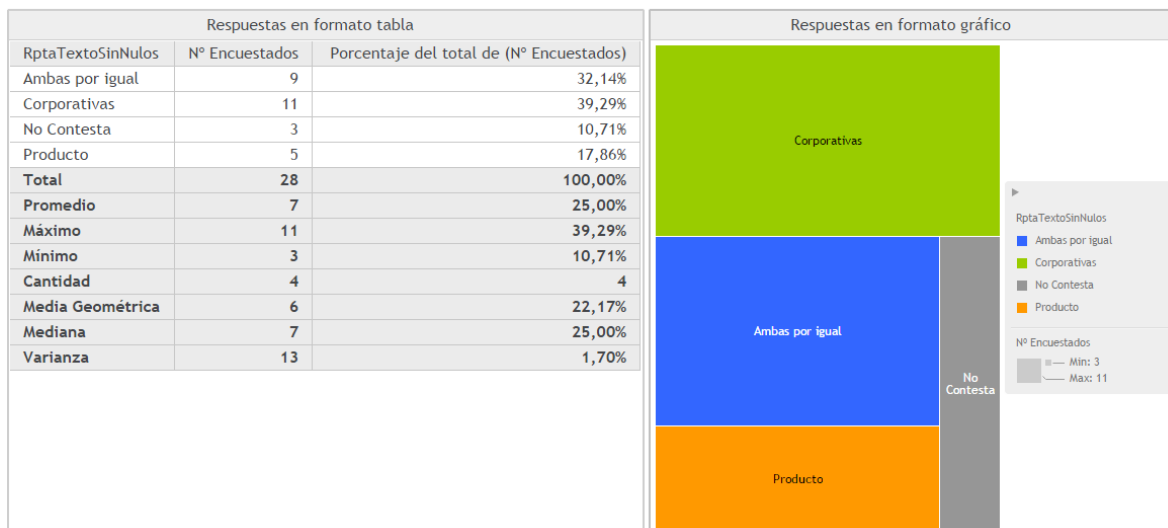 Respuestas en formato tabla
RptaTextoSinNulos Nº Encuestados Porcentaje del total de (Nº Encuestados)
Ambas por igual 9 32,14%
Corporativas 11 39,29%
No Contesta 3 10,71%
Producto 5 17,86%
Total 28 100,00%
Promedio 7 25,00%
Máximo 11 39,29%
Mínimo 3 10,71%
Cantidad 4 4
Media Geométrica 6 22,17%
Mediana 7 25,00%
Varianza 13 1,70%
Respuestas en formato gráfico
Corporativas
Ambas por igual
No
Contesta
Producto
RptaTextoSinNulos
Ambas por igual
Corporativas
No Contesta
Producto
Nº Encuestados
Min: 3
Max: 11